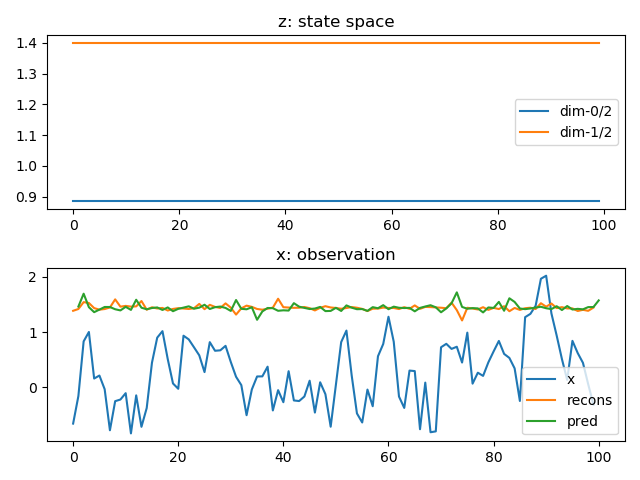 z: state space
1.4
1.3
1.2
1.1
1.0
0.9
dim-0/2
dim-1/2
0 20 40 60 80 100
x: observation
2
1
0
x
recons
pred
0 20 40 60 80 100